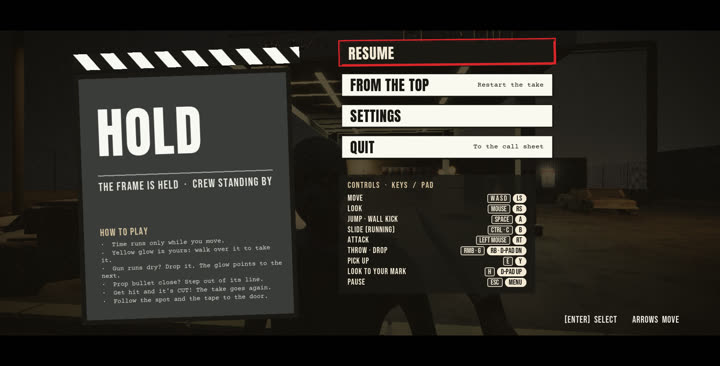 HOLD
THE FRAME IS HELD · CREW STANDING BY
HOW TO PLAY
· Time runs only while you move.
· Yellow glow is yours: walk over it to take
it.
· Gun runs dry? Drop it. The glow points to the
next.
· Prop bullet close? Step out of its line.
· Get hit and it's CUT! The take goes again.
· Follow the spot and the tape to the door.
RESUME
FROM THE TOP Restart the take
SETTINGS
QUIT To the call sheet
CONTROLS · KEYS / PAD
MOVE W A S D LS
LOOK MOUSE RS
JUMP · WALL KICK SPACE A
SLIDE (RUNNING) CTRL · C B
ATTACK LEFT MOUSE RT
THROW · DROP RMB · G RB · D-PAD DN
PICK UP E Y
LOOK TO YOUR MARK H D-PAD UP
PAUSE ESC MENU
[ENTER] SELECT ARROWS MOVE